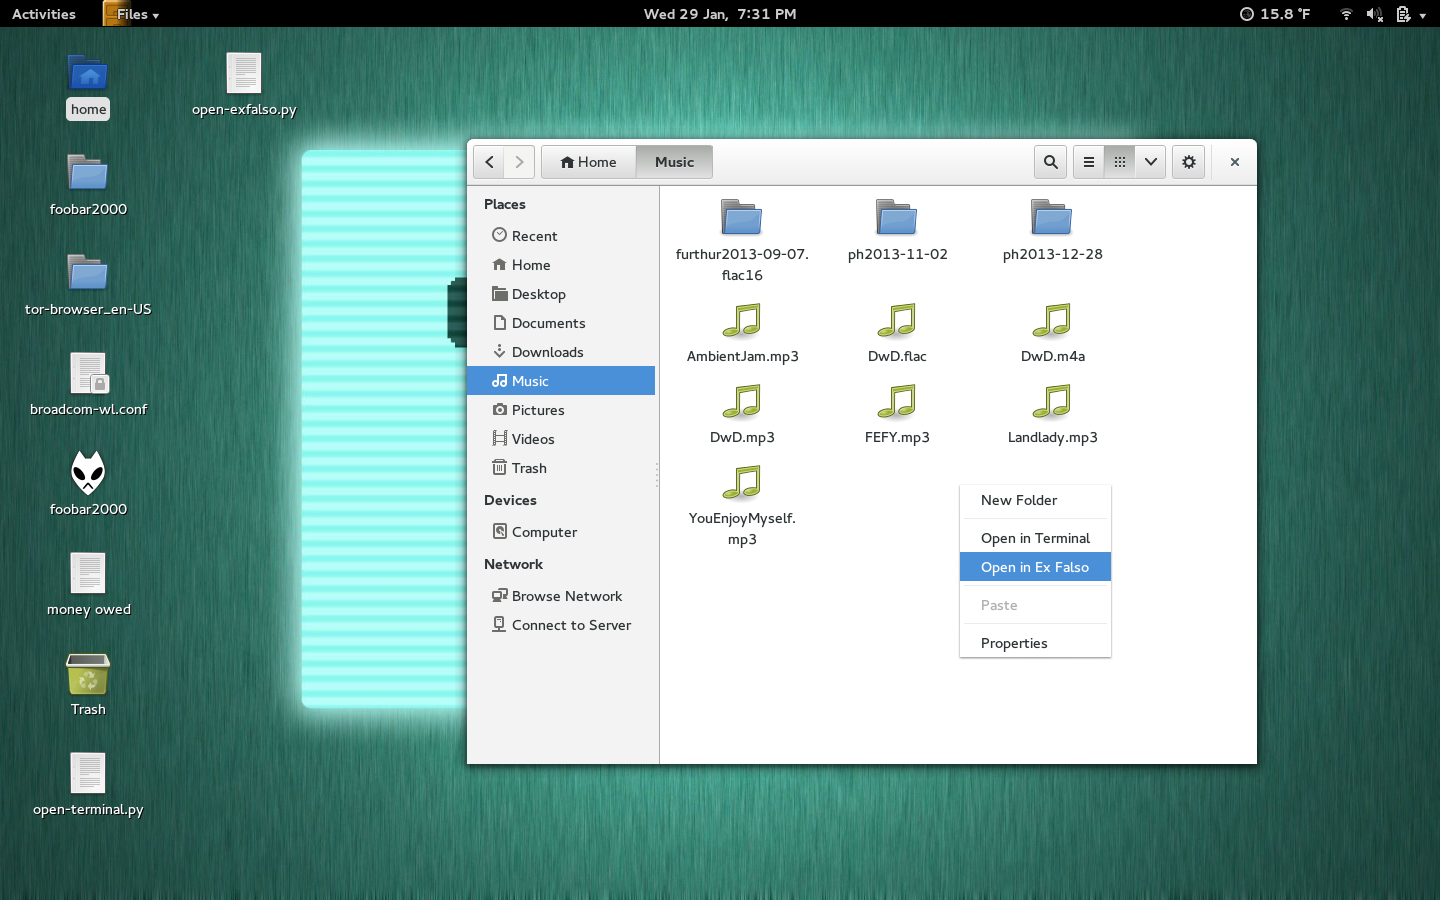 Activities
Files
Wed 29 Jan, 7:31 PM
15.8 °F
home
open-exfalso.py
foobar2000
tor-browser_en-US
broadcom-wl.conf
foobar2000
money owed
Trash
open-terminal.py
Home
Music
Places
Recent
Home
Desktop
Documents
Downloads
Music
Pictures
Videos
Trash
Devices
Computer
Network
Browse Network
Connect to Server
furthur2013-09-07.
flac16
ph2013-11-02
ph2013-12-28
AmbientJam.mp3
DwD.flac
DwD.m4a
DwD.mp3
FEFY.mp3
Landlady.mp3
YouEnjoyMyself.
mp3
New Folder
Open in Terminal
Open in Ex Falso
Paste
Properties